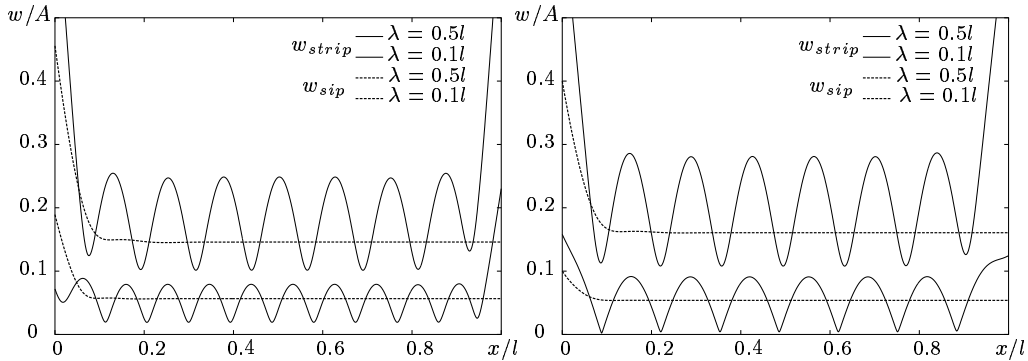 w/A
0.4
0.3
0.2
0.1
0
0
0.2
0.4
0.6
0.8
x/l
w_strip
λ = 0.5l
λ = 0.1l
w_sip
λ = 0.5l
λ = 0.1l
w/A
0.4
0.3
0.2
0.1
0
0
0.2
0.4
0.6
0.8
x/l
w_strip
λ = 0.5l
λ = 0.1l
w_sip
λ = 0.5l
λ = 0.1l